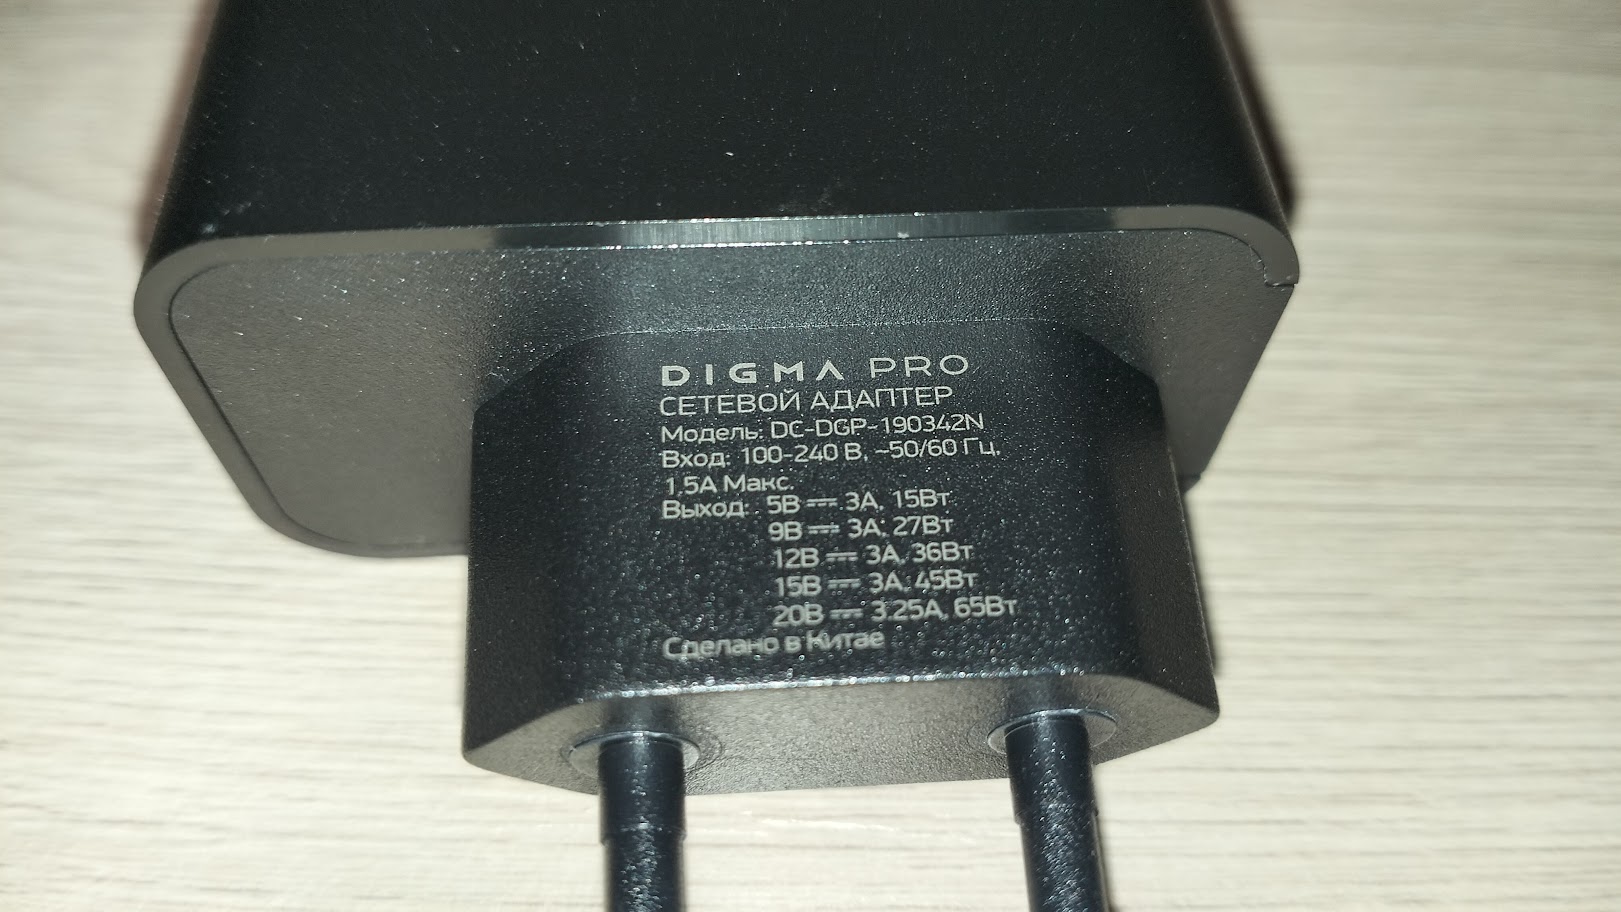 DIGMA PRO
СЕТЕВОЙ АДАПТЕР
Модель: DC-DGP-190342N
Вход: 100-240 В, ~50/60 Гц,
1,5А Макс.
Выход: 5В ⎓ 3А, 15Вт
9В ⎓ 3А, 27Вт
12В ⎓ 3А, 36Вт
15В ⎓ 3А, 45Вт
20В ⎓ 3.25А, 65Вт
Сделано в Китае